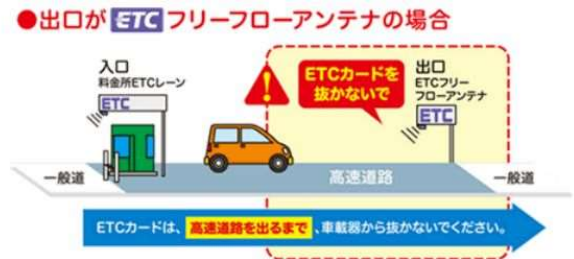 ●出口が ETC フリーフローアンテナの場合
入口
料金所ETCレーン
ETC
ETCカードを
抜かないで
出口
ETCフリー
フローアンテナ
ETC
一般道
高速道路
一般道
ETCカードは、高速道路を出るまで、車載器から抜かないでください。